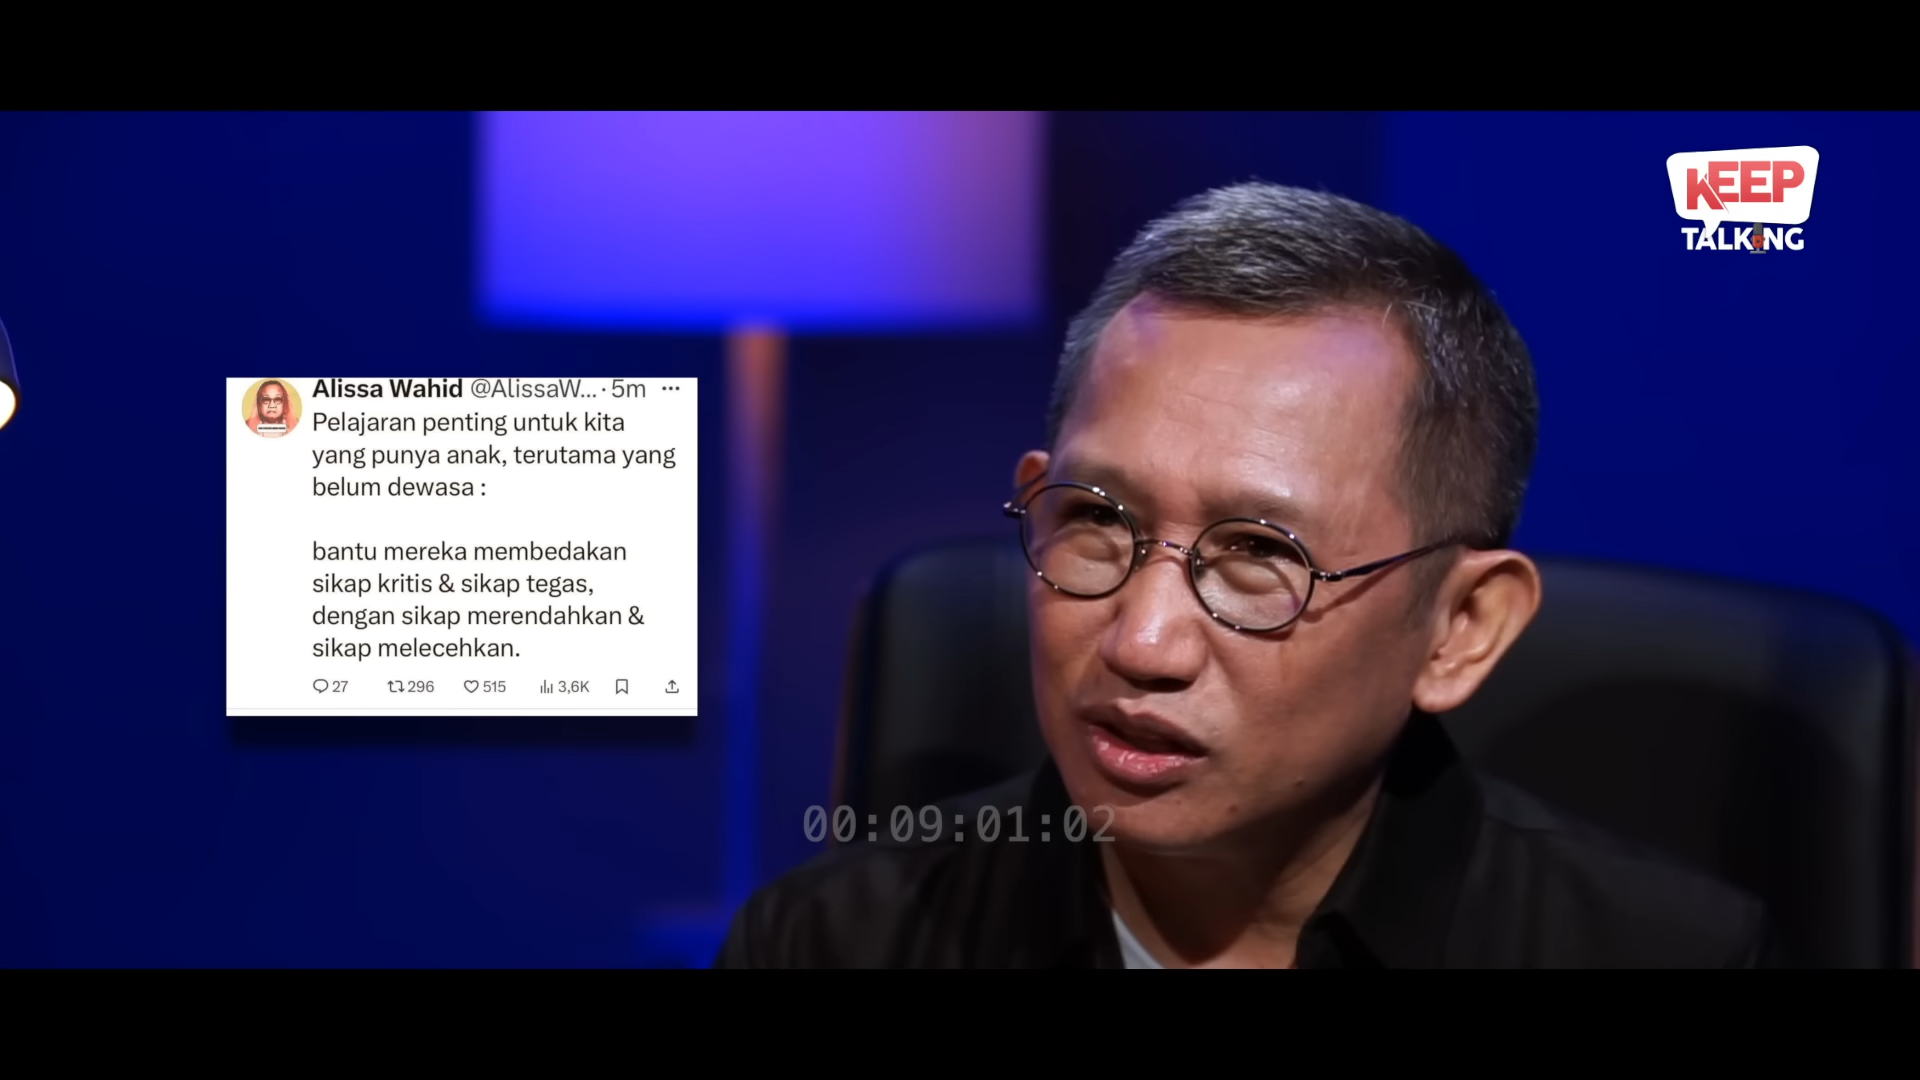 KEEP
TALKING
Alissa Wahid @AlissaW... · 5m ···
Pelajaran penting untuk kita
yang punya anak, terutama yang
belum dewasa :
bantu mereka membedakan
sikap kritis & sikap tegas,
dengan sikap merendahkan &
sikap melecehkan.
27 296 515 3,6K
00:09:01:02